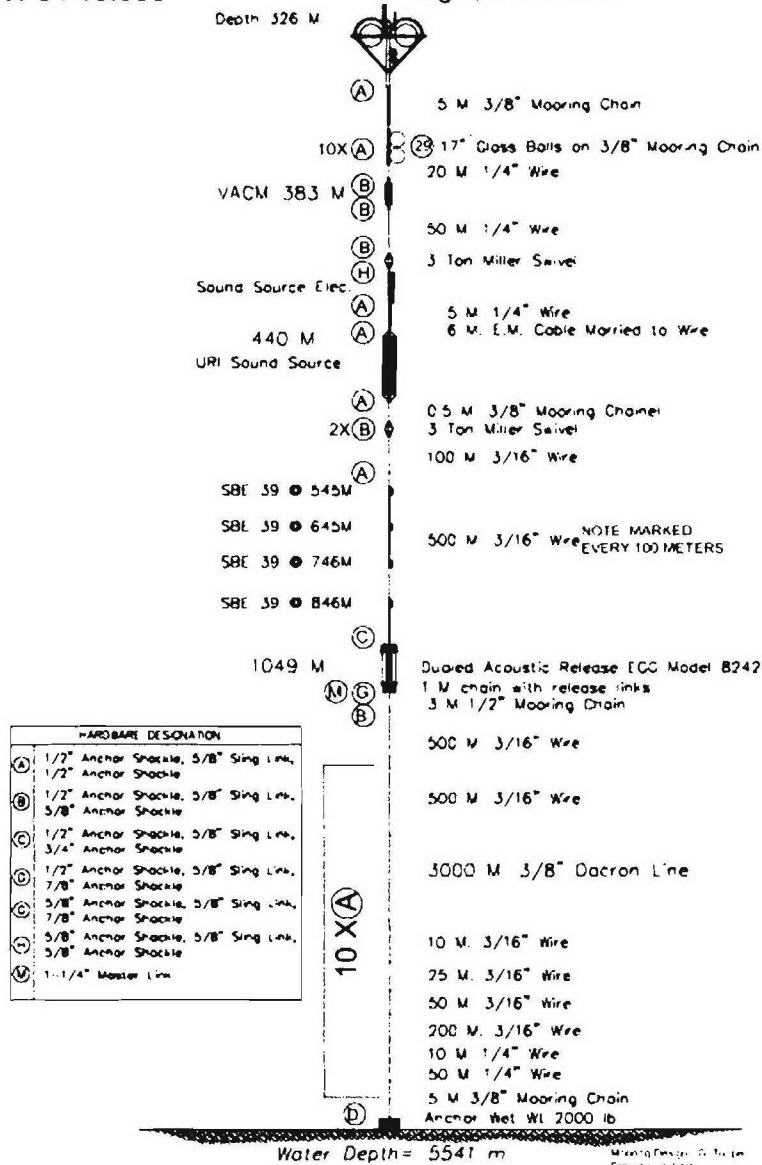 Depth 326 M
A
5 M 3/8" Mooring Chain
10X A
29 17" Glass Balls on 3/8" Mooring Chain
20 M 1/4" Wire
VACM 383 M
B
B
50 M 1/4" Wire
B
3 Ton Miller Swivel
H
Sound Source Elec.
A
5 M 1/4" Wire
6 M. E.M. Cable Married to Wire
A
440 M
URI Sound Source
A
0.5 M 3/8" Mooring Chainel
2X B
3 Ton Miller Swivel
100 M 3/16" Wire
A
SBE 39 @ 545M
SBE 39 @ 645M
500 M 3/16" Wire
NOTE MARKED
EVERY 100 METERS
SBE 39 @ 746M
SBE 39 @ 846M
C
1049 M
Dualed Acoustic Release EGG Model 8242
M G
1 M chain with release links
3 M 1/2" Mooring Chain
B
500 M 3/16" Wire
500 M 3/16" Wire
3000 M 3/8" Dacron Line
10 X A
10 M. 3/16" Wire
25 M. 3/16" Wire
50 M 3/16" Wire
200 M. 3/16" Wire
10 M 1/4" Wire
50 M 1/4" Wire
5 M 3/8" Mooring Chain
D
Anchor Wet Wt. 2000 lb
Water Depth= 5541 m
HARDWARE DESIGNATION
A 1/2" Anchor Shackle, 5/8" Sling Link,
1/2" Anchor Shackle
B 1/2" Anchor Shackle, 5/8" Sling Link,
5/8" Anchor Shackle
C 1/2" Anchor Shackle, 5/8" Sling Link,
3/4" Anchor Shackle
1/2" Anchor Shackle, 5/8" Sling Link,
7/8" Anchor Shackle
5/8" Anchor Shackle, 5/8" Sling Link,
7/8" Anchor Shackle
H 5/8" Anchor Shackle, 5/8" Sling Link,
5/8" Anchor Shackle
M 1-1/4" Master Link
Mooring Design